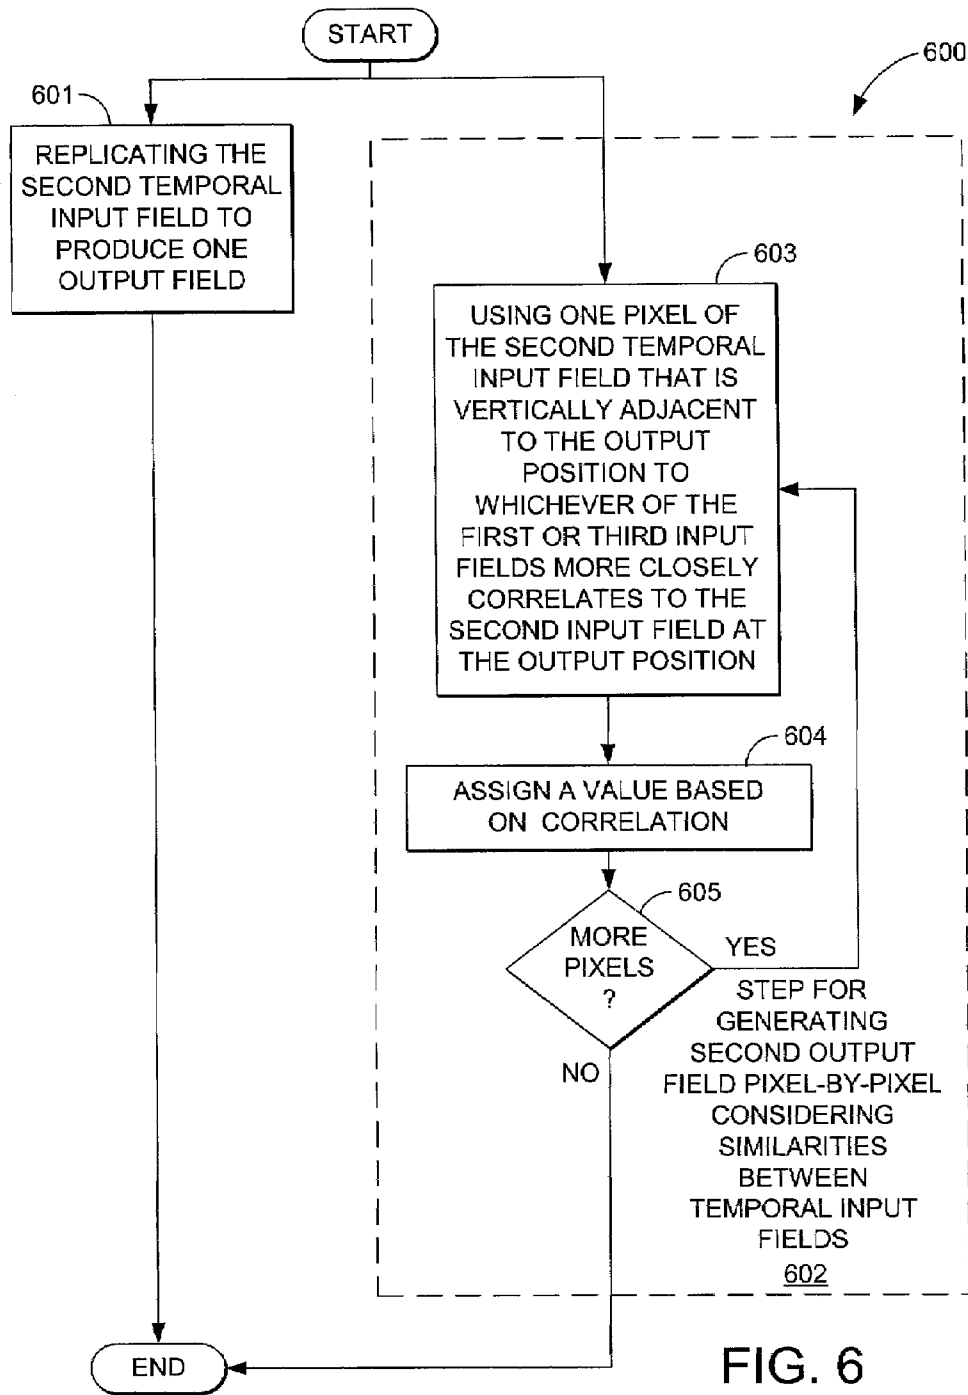 START
600
601
REPLICATING THE
SECOND TEMPORAL
INPUT FIELD TO
PRODUCE ONE
OUTPUT FIELD
603
USING ONE PIXEL OF
THE SECOND TEMPORAL
INPUT FIELD THAT IS
VERTICALLY ADJACENT
TO THE OUTPUT
POSITION TO
WHICHEVER OF THE
FIRST OR THIRD INPUT
FIELDS MORE CLOSELY
CORRELATES TO THE
SECOND INPUT FIELD AT
THE OUTPUT POSITION
604
ASSIGN A VALUE BASED
ON CORRELATION
605
MORE
PIXELS
?
YES
NO
STEP FOR
GENERATING
SECOND OUTPUT
FIELD PIXEL-BY-PIXEL
CONSIDERING
SIMILARITIES
BETWEEN
TEMPORAL INPUT
FIELDS
602
END
FIG. 6